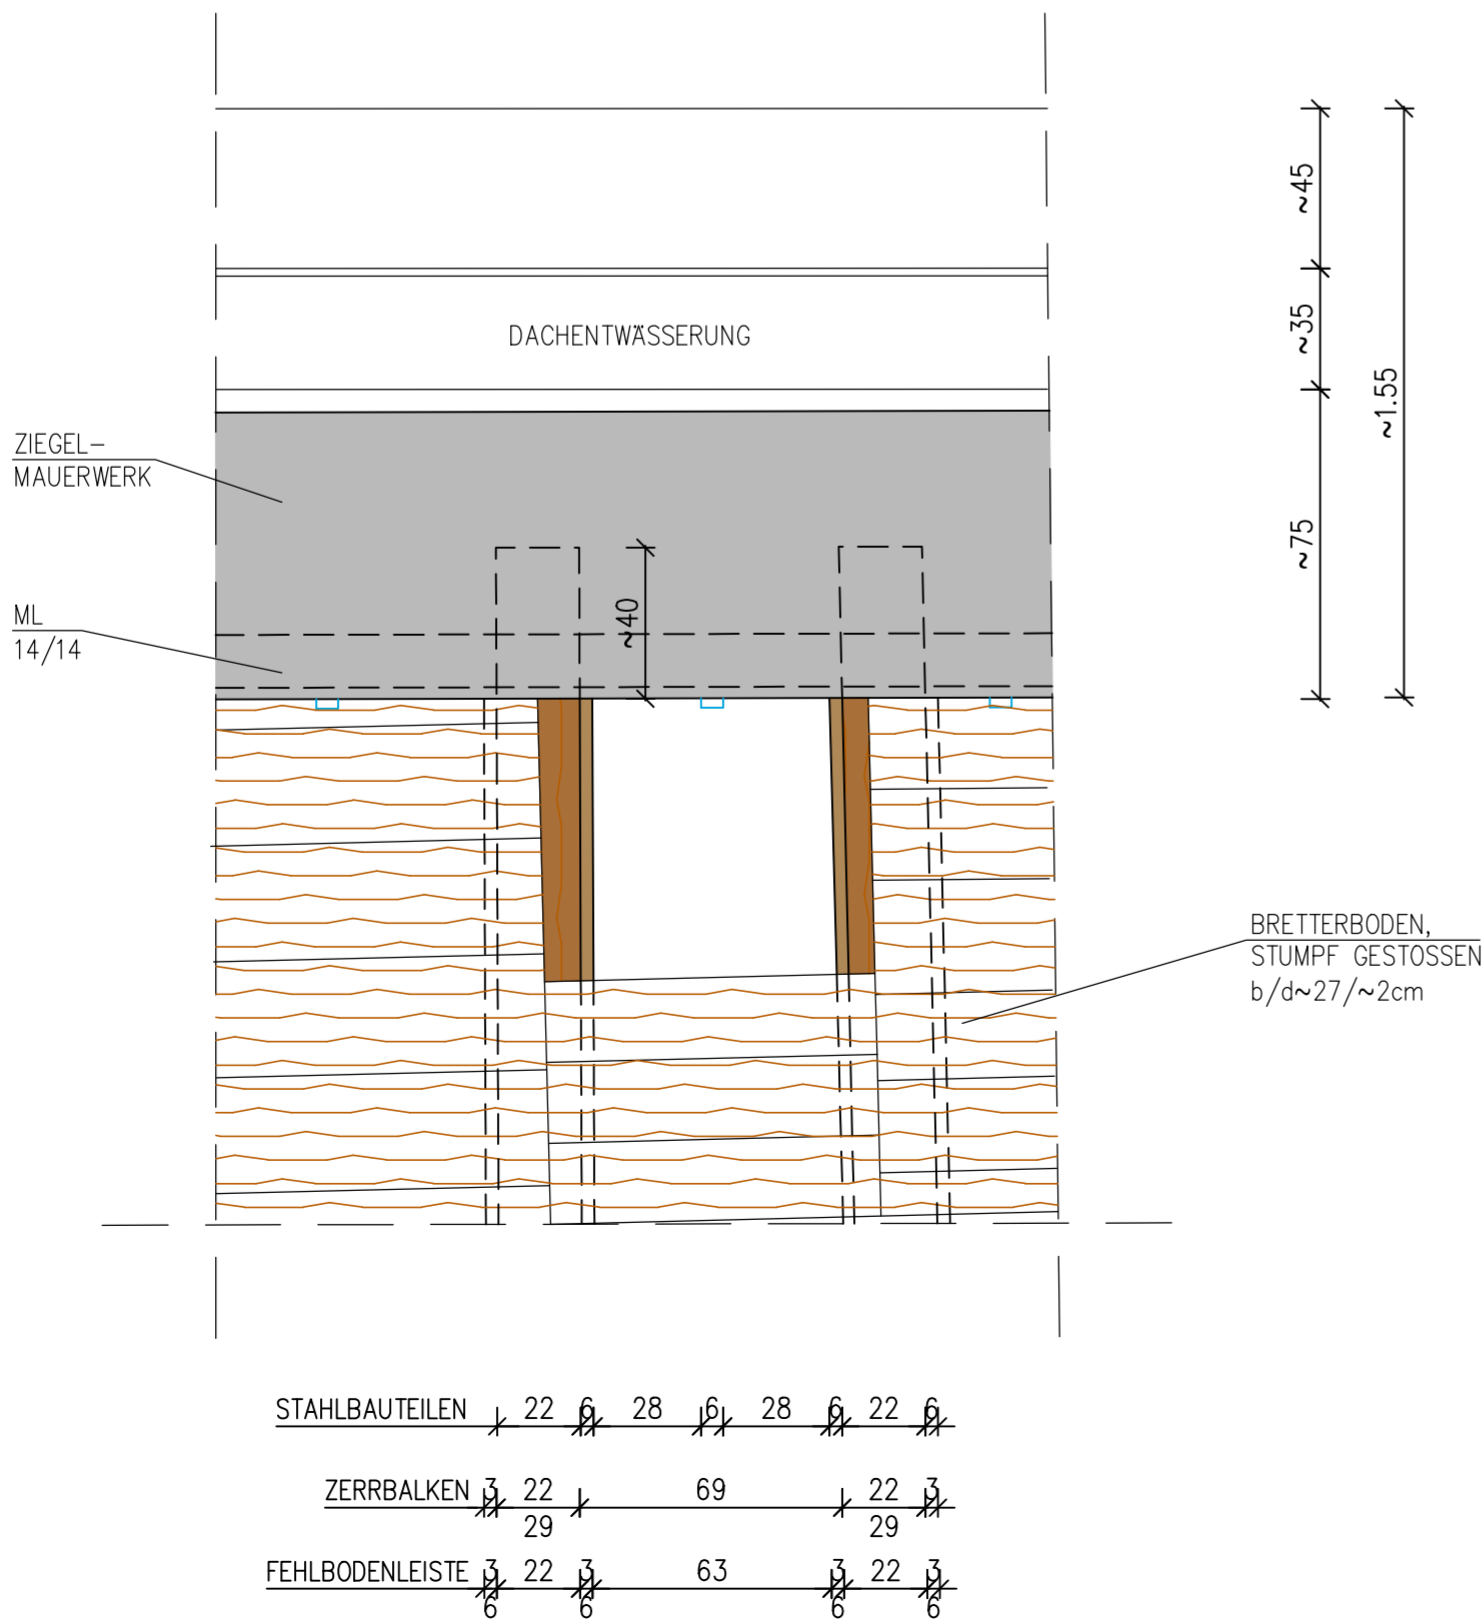 ~45
~35
DACHENTWÄSSERUNG
~1.55
ZIEGEL-
MAUERWERK
~75
~40
ML
14/14
BRETTERBODEN,
STUMPF GESTOSSEN
b/d~27/~2cm
STAHLBAUTEILEN 22 6 28 6 28 6 22 6
ZERRBALKEN 3 22 69 22 3
29 29
FEHLBODENLEISTE 3 22 3 63 3 22 3
6 6 6 6